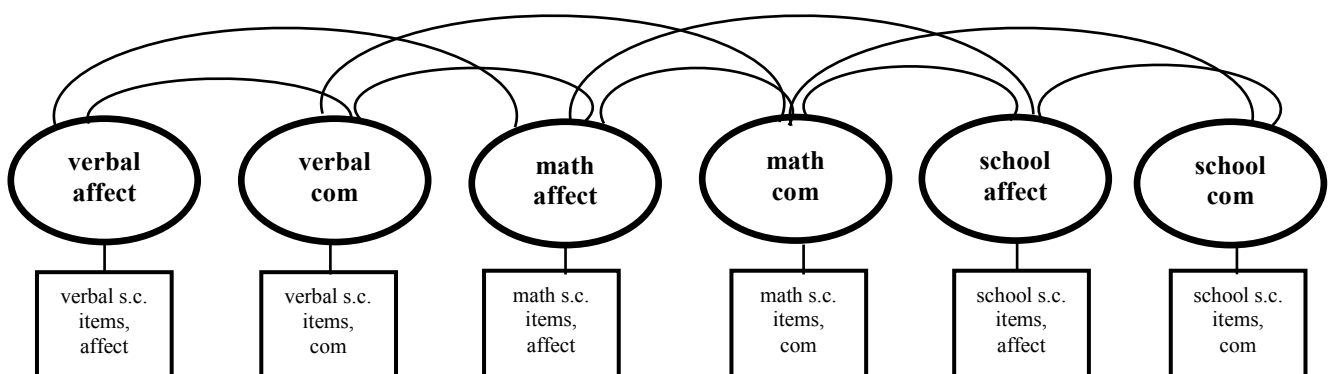 verbal
affect
verbal
com
math
affect
math
com
school
affect
school
com
verbal s.c.
items,
affect
verbal s.c.
items,
com
math s.c.
items,
affect
math s.c.
items,
com
school s.c.
items,
affect
school s.c.
items,
com